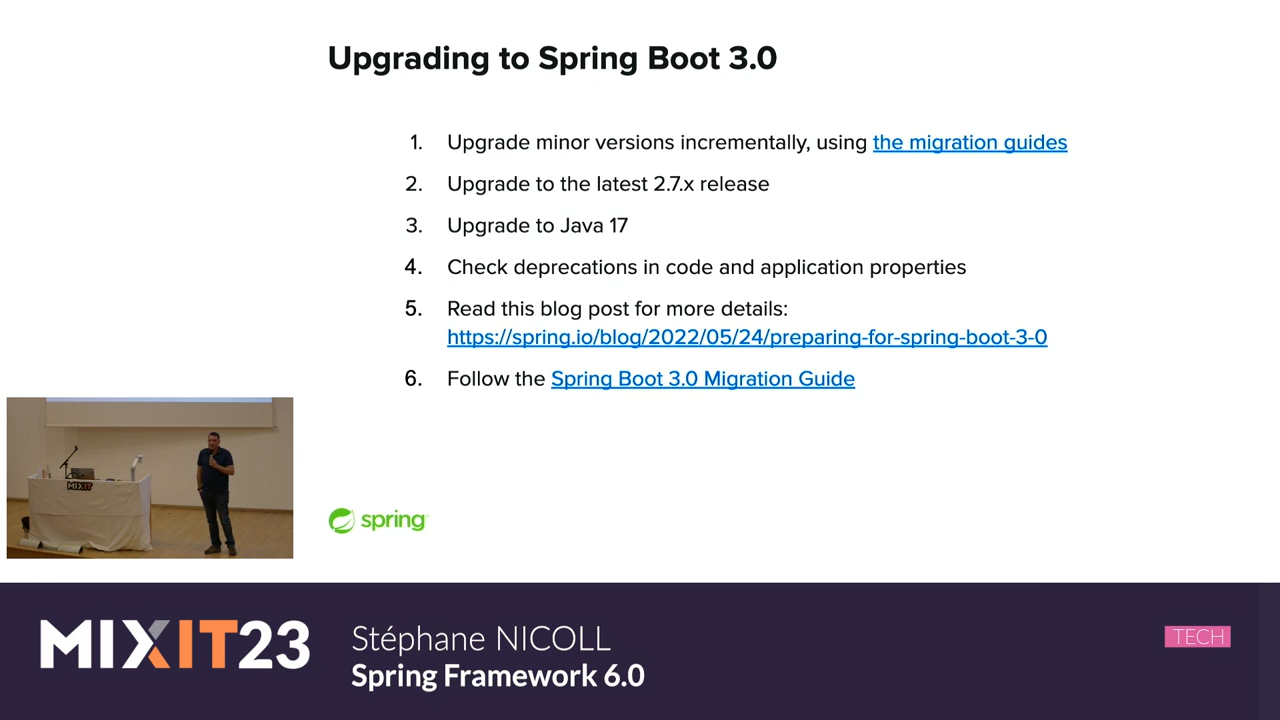 Upgrading to Spring Boot 3.0
1. Upgrade minor versions incrementally, using the migration guides
2. Upgrade to the latest 2.7.x release
3. Upgrade to Java 17
4. Check deprecations in code and application properties
5. Read this blog post for more details:
https://spring.io/blog/2022/05/24/preparing-for-spring-boot-3-0
6. Follow the Spring Boot 3.0 Migration Guide
MIXIT
spring
MIXIT23
Stéphane NICOLL
Spring Framework 6.0
TECH